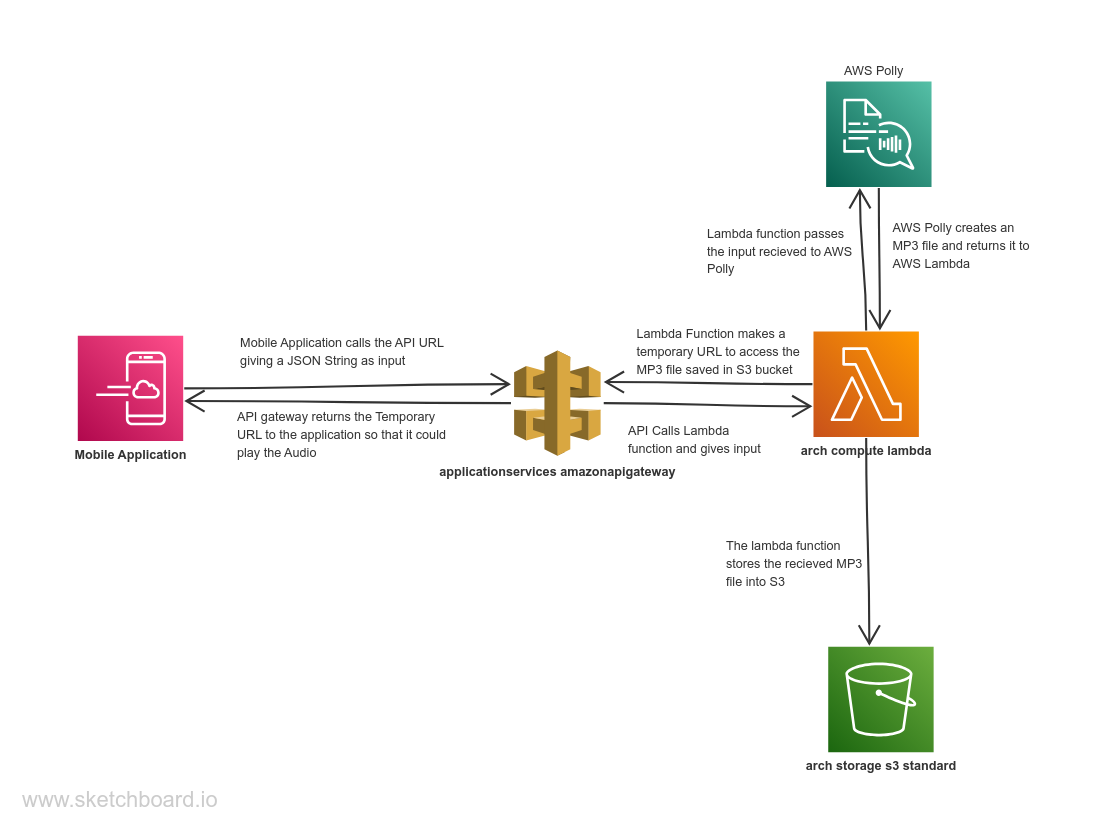 AWS Polly
Lambda function passes
the input recieved to AWS
Polly
AWS Polly creates an
MP3 file and returns it to
AWS Lambda
Mobile Application calls the API URL
giving a JSON String as input
Lambda Function makes a
temporary URL to access the
MP3 file saved in S3 bucket
API gateway returns the Temporary
URL to the application so that it could
play the Audio
API Calls Lambda
function and gives input
Mobile Application
applicationservices amazonapigateway
arch compute lambda
The lambda function
stores the recieved MP3
file into S3
arch storage s3 standard
www.sketchboard.io